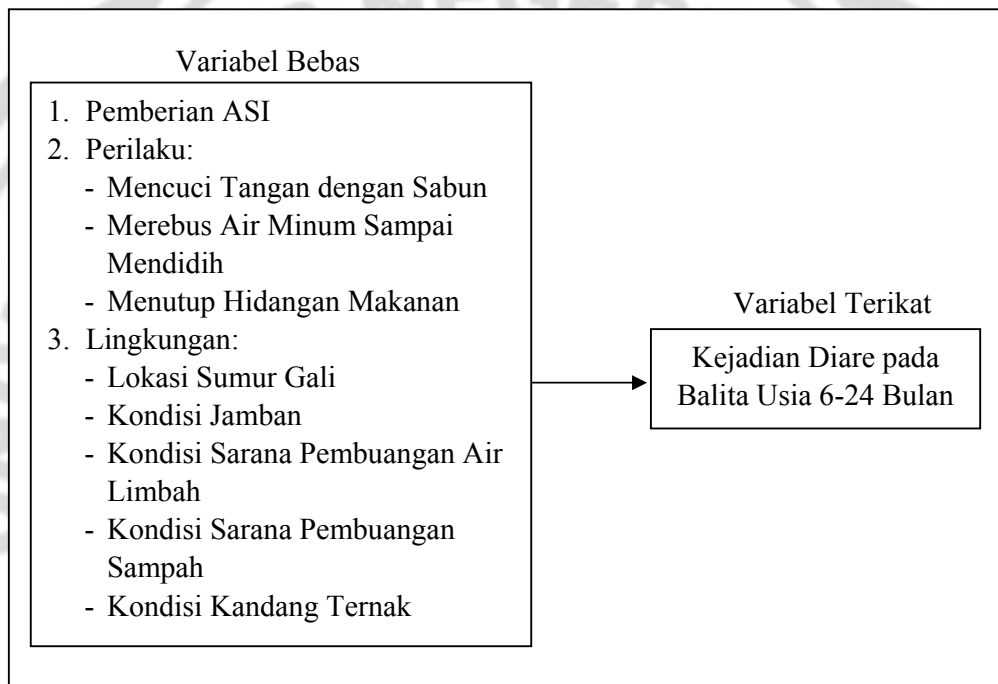 Variabel Bebas
1. Pemberian ASI
2. Perilaku:
- Mencuci Tangan dengan Sabun
- Merebus Air Minum Sampai
Mendidih
- Menutup Hidangan Makanan
3. Lingkungan:
- Lokasi Sumur Gali
- Kondisi Jamban
- Kondisi Sarana Pembuangan Air
Limbah
- Kondisi Sarana Pembuangan
Sampah
- Kondisi Kandang Ternak
Variabel Terikat
Kejadian Diare pada
Balita Usia 6-24 Bulan